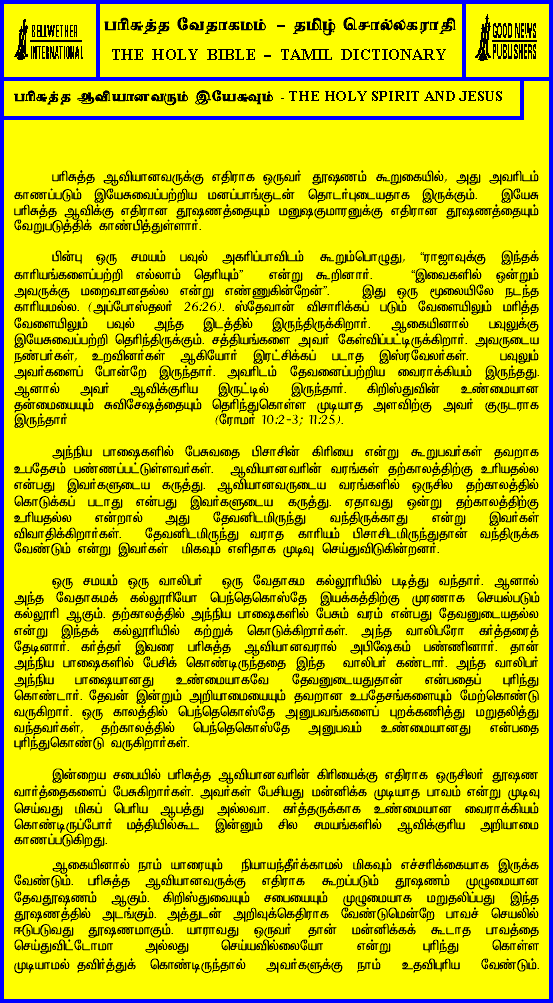 BELLWETHER
INTERNATIONAL
பரிசுத்த வேதாகமம் – தமிழ் சொல்லகராதி
THE HOLY BIBLE – TAMIL DICTIONARY
GOOD NEWS
PUBLISHERS
பரிசுத்த ஆவியானவரும் இயேசுவும் - THE HOLY SPIRIT AND JESUS
பரிசுத்த ஆவியானவருக்கு எதிராக ஒருவர் தூஷணம் கூறுகையில், அது அவரிடம்
காணப்படும் இயேசுவைப்பற்றிய மனப்பாங்குடன் தொடர்புடையதாக இருக்கும். இயேசு
பரிசுத்த ஆவிக்கு எதிரான தூஷணத்தையும் மனுஷகுமாரனுக்கு எதிரான தூஷணத்தையும்
வேறுபடுத்திக் காண்பித்துள்ளார்.
பின்பு ஒரு சமயம் பவுல் அகரிப்பாவிடம் கூறும்பொழுது, “ராஜாவுக்கு இந்தக்
காரியங்களைப்பற்றி எல்லாம் தெரியும்” என்று கூறினார். “இவைகளில் ஒன்றும்
அவருக்கு மறைவானதல்ல என்று எண்ணுகின்றேன்”. இது ஒரு மூலையிலே நடந்த
காரியமல்ல. (அப்போஸ்தலர் 26:26). ஸ்தேவான் விசாரிக்கப் படும் வேளையிலும் மரித்த
வேளையிலும் பவுல் அந்த இடத்தில் இருந்திருக்கிறார். ஆகையினால் பவுலுக்கு
இயேசுவைப்பற்றி தெரிந்திருக்கும். சத்தியங்களை அவர் கேள்விப்பட்டிருக்கிறார். அவருடைய
நண்பர்கள், உறவினர்கள் ஆகியோர் இரட்சிக்கப் படாத இஸ்ரவேலர்கள். பவுலும்
அவர்களைப் போன்றே இருந்தார். அவரிடம் தேவனைப்பற்றிய வைராக்கியம் இருந்தது.
ஆனால் அவர் ஆவிக்குரிய இருட்டில் இருந்தார். கிறிஸ்துவின் உண்மையான
தன்மையையும் சுவிசேஷத்தையும் தெரிந்துகொள்ள முடியாத அளவிற்கு அவர் குருடராக
இருந்தார் (ரோமர் 10:2-3; 11:25).
அந்நிய பாஷைகளில் பேசுவதை பிசாசின் கிரியை என்று கூறுபவர்கள் தவறாக
உபதேசம் பண்ணப்பட்டுள்ளவர்கள். ஆவியானவரின் வரங்கள் தற்காலத்திற்கு உரியதல்ல
என்பது இவர்களுடைய கருத்து. ஆவியானவருடைய வரங்களில் ஒருசில தற்காலத்தில்
கொடுக்கப் படாது என்பது இவர்களுடைய கருத்து. ஏதாவது ஒன்று தற்காலத்திற்கு
உரியதல்ல என்றால் அது தேவனிடமிருந்து வந்திருக்காது என்று இவர்கள்
விவாதிக்கிறார்கள். தேவனிடமிருந்து வராத காரியம் பிசாசிடமிருந்துதான் வந்திருக்க
வேண்டும் என்று இவர்கள் மிகவும் எளிதாக முடிவு செய்துவிடுகின்றனர்.
ஒரு சமயம் ஒரு வாலிபர் ஒரு வேதாகம கல்லூரியில் படித்து வந்தார். ஆனால்
அந்த வேதாகமக் கல்லூரியோ பெந்தெகொஸ்தே இயக்கத்திற்கு முரணாக செயல்படும்
கல்லூரி ஆகும். தற்காலத்தில் அந்நிய பாஷைகளில் பேசும் வரம் என்பது தேவனுடையதல்ல
என்று இந்தக் கல்லூரியில் கற்றுக் கொடுக்கிறார்கள். அந்த வாலிபரோ கர்த்தரைத்
தேடினார். கர்த்தர் இவரை பரிசுத்த ஆவியானவரால் அபிஷேகம் பண்ணினார். தான்
அந்நிய பாஷைகளில் பேசிக் கொண்டிருந்ததை இந்த வாலிபர் கண்டார். அந்த வாலிபர்
அந்நிய பாஷையானது உண்மையாகவே தேவனுடையதுதான் என்பதைப் புரிந்து
கொண்டார். தேவன் இன்றும் அறியாமையையும் தவறான உபதேசங்களையும் மேற்கொண்டு
வருகிறார். ஒரு காலத்தில் பெந்தெகொஸ்தே அனுபவங்களைப் புறக்கணித்து மறுதலித்து
வந்தவர்கள், தற்காலத்தில் பெந்தெகொஸ்தே அனுபவம் உண்மையானது என்பதை
புரிந்துகொண்டு வருகிறார்கள்.
இன்றைய சபையில் பரிசுத்த ஆவியானவரின் கிரியைக்கு எதிராக ஒருசிலர் தூஷண
வார்த்தைகளைப் பேசுகிறார்கள். அவர்கள் பேசியது மன்னிக்க முடியாத பாவம் என்று முடிவு
செய்வது மிகப் பெரிய ஆபத்து அல்லவா. கர்த்தருக்காக உண்மையான வைராக்கியம்
கொண்டிருப்போர் மத்தியில்கூட இன்னும் சில சமயங்களில் ஆவிக்குரிய அறியாமை
காணப்படுகிறது.
ஆகையினால் நாம் யாரையும் நியாயந்தீர்க்காமல் மிகவும் எச்சரிக்கையாக இருக்க
வேண்டும். பரிசுத்த ஆவியானவருக்கு எதிராக கூறப்படும் தூஷணம் முழுமையான
தேவதூஷணம் ஆகும். கிறிஸ்துவையும் சபையையும் முழுமையாக மறுதலிப்பது இந்த
தூஷணத்தில் அடங்கும். அத்துடன் அறிவுக்கெதிராக வேண்டுமென்றே பாவச் செயலில்
ஈடுபடுவது தூஷணமாகும். யாராவது ஒருவர் தான் மன்னிக்கக் கூடாத பாவத்தை
செய்துவிட்டோமா அல்லது செய்யவில்லையோ என்று புரிந்து கொள்ள
முடியாமல் தவிர்த்துக் கொண்டிருந்தால் அவர்களுக்கு நாம் உதவிபுரிய வேண்டும்.